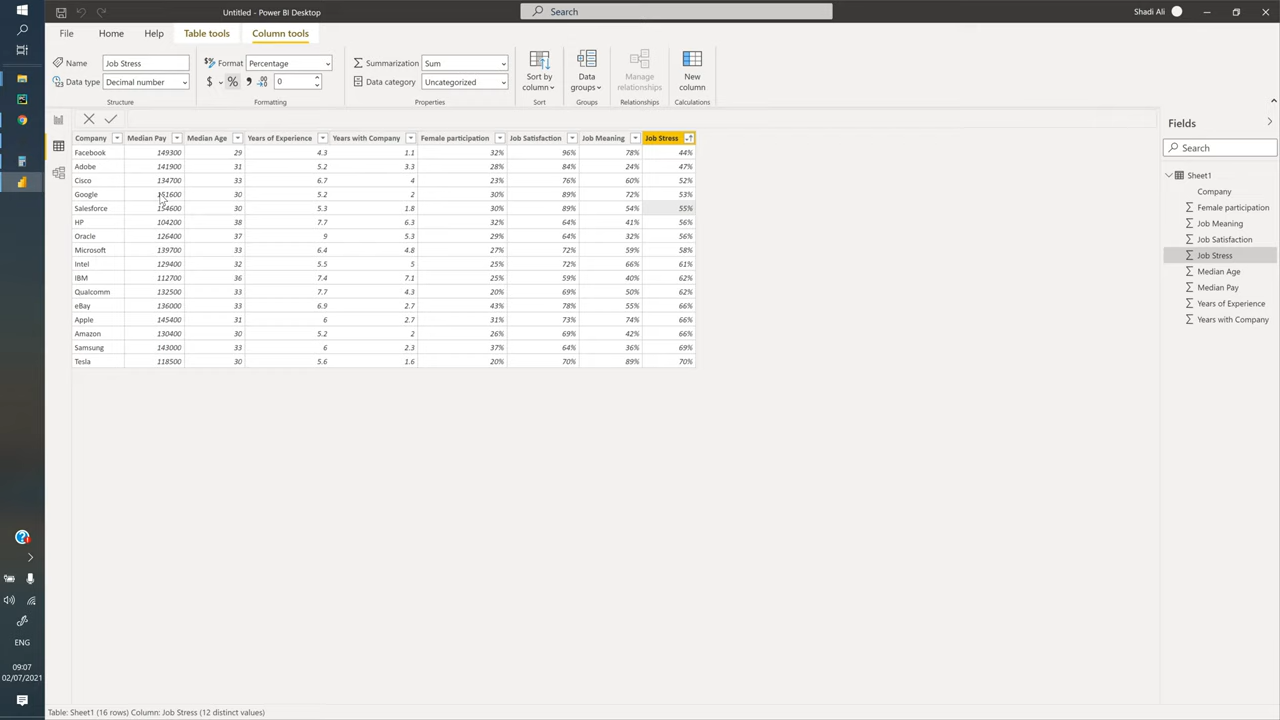 Untitled - Power BI Desktop
Search
Shadi Ali
File Home Help Table tools Column tools
Name Job Stress
Format Percentage
Summarization Sum
Data type Decimal number
$ % 9 .00 0
Data category Uncategorized
Sort by column
Data groups
Manage relationships
New column
Structure Formatting Properties Sort Groups Relationships Calculations
Fields
Search
Company Median Pay Median Age Years of Experience Years with Company Female participation Job Satisfaction Job Meaning Job Stress
Facebook 149300 29 4.3 1.1 32% 96% 78% 44%
Adobe 141900 31 5.2 3.3 28% 84% 24% 47%
Cisco 134700 33 6.7 4 23% 76% 60% 52%
Google 151600 30 5.2 2 30% 89% 72% 53%
Salesforce 154600 30 5.3 1.8 30% 89% 54% 55%
HP 104200 38 7.7 6.3 32% 64% 41% 56%
Oracle 126400 37 9 5.3 29% 64% 32% 56%
Microsoft 139700 33 6.4 4.8 27% 72% 59% 58%
Intel 129400 32 5.5 5 25% 72% 66% 61%
IBM 112700 36 7.4 7.1 25% 59% 40% 62%
Qualcomm 132500 33 7.7 4.3 20% 69% 50% 62%
eBay 136000 33 6.9 2.7 43% 78% 55% 66%
Apple 145400 31 6 2.7 31% 73% 74% 66%
Amazon 130400 30 5.2 2 26% 69% 42% 66%
Samsung 143000 33 6 2.3 37% 64% 36% 69%
Tesla 118500 30 5.6 1.6 20% 70% 89% 70%
Sheet1
Company
Female participation
Job Meaning
Job Satisfaction
Job Stress
Median Age
Median Pay
Years of Experience
Years with Company
ENG
09:07
02/07/2021
Table: Sheet1 (16 rows) Column: Job Stress (12 distinct values)